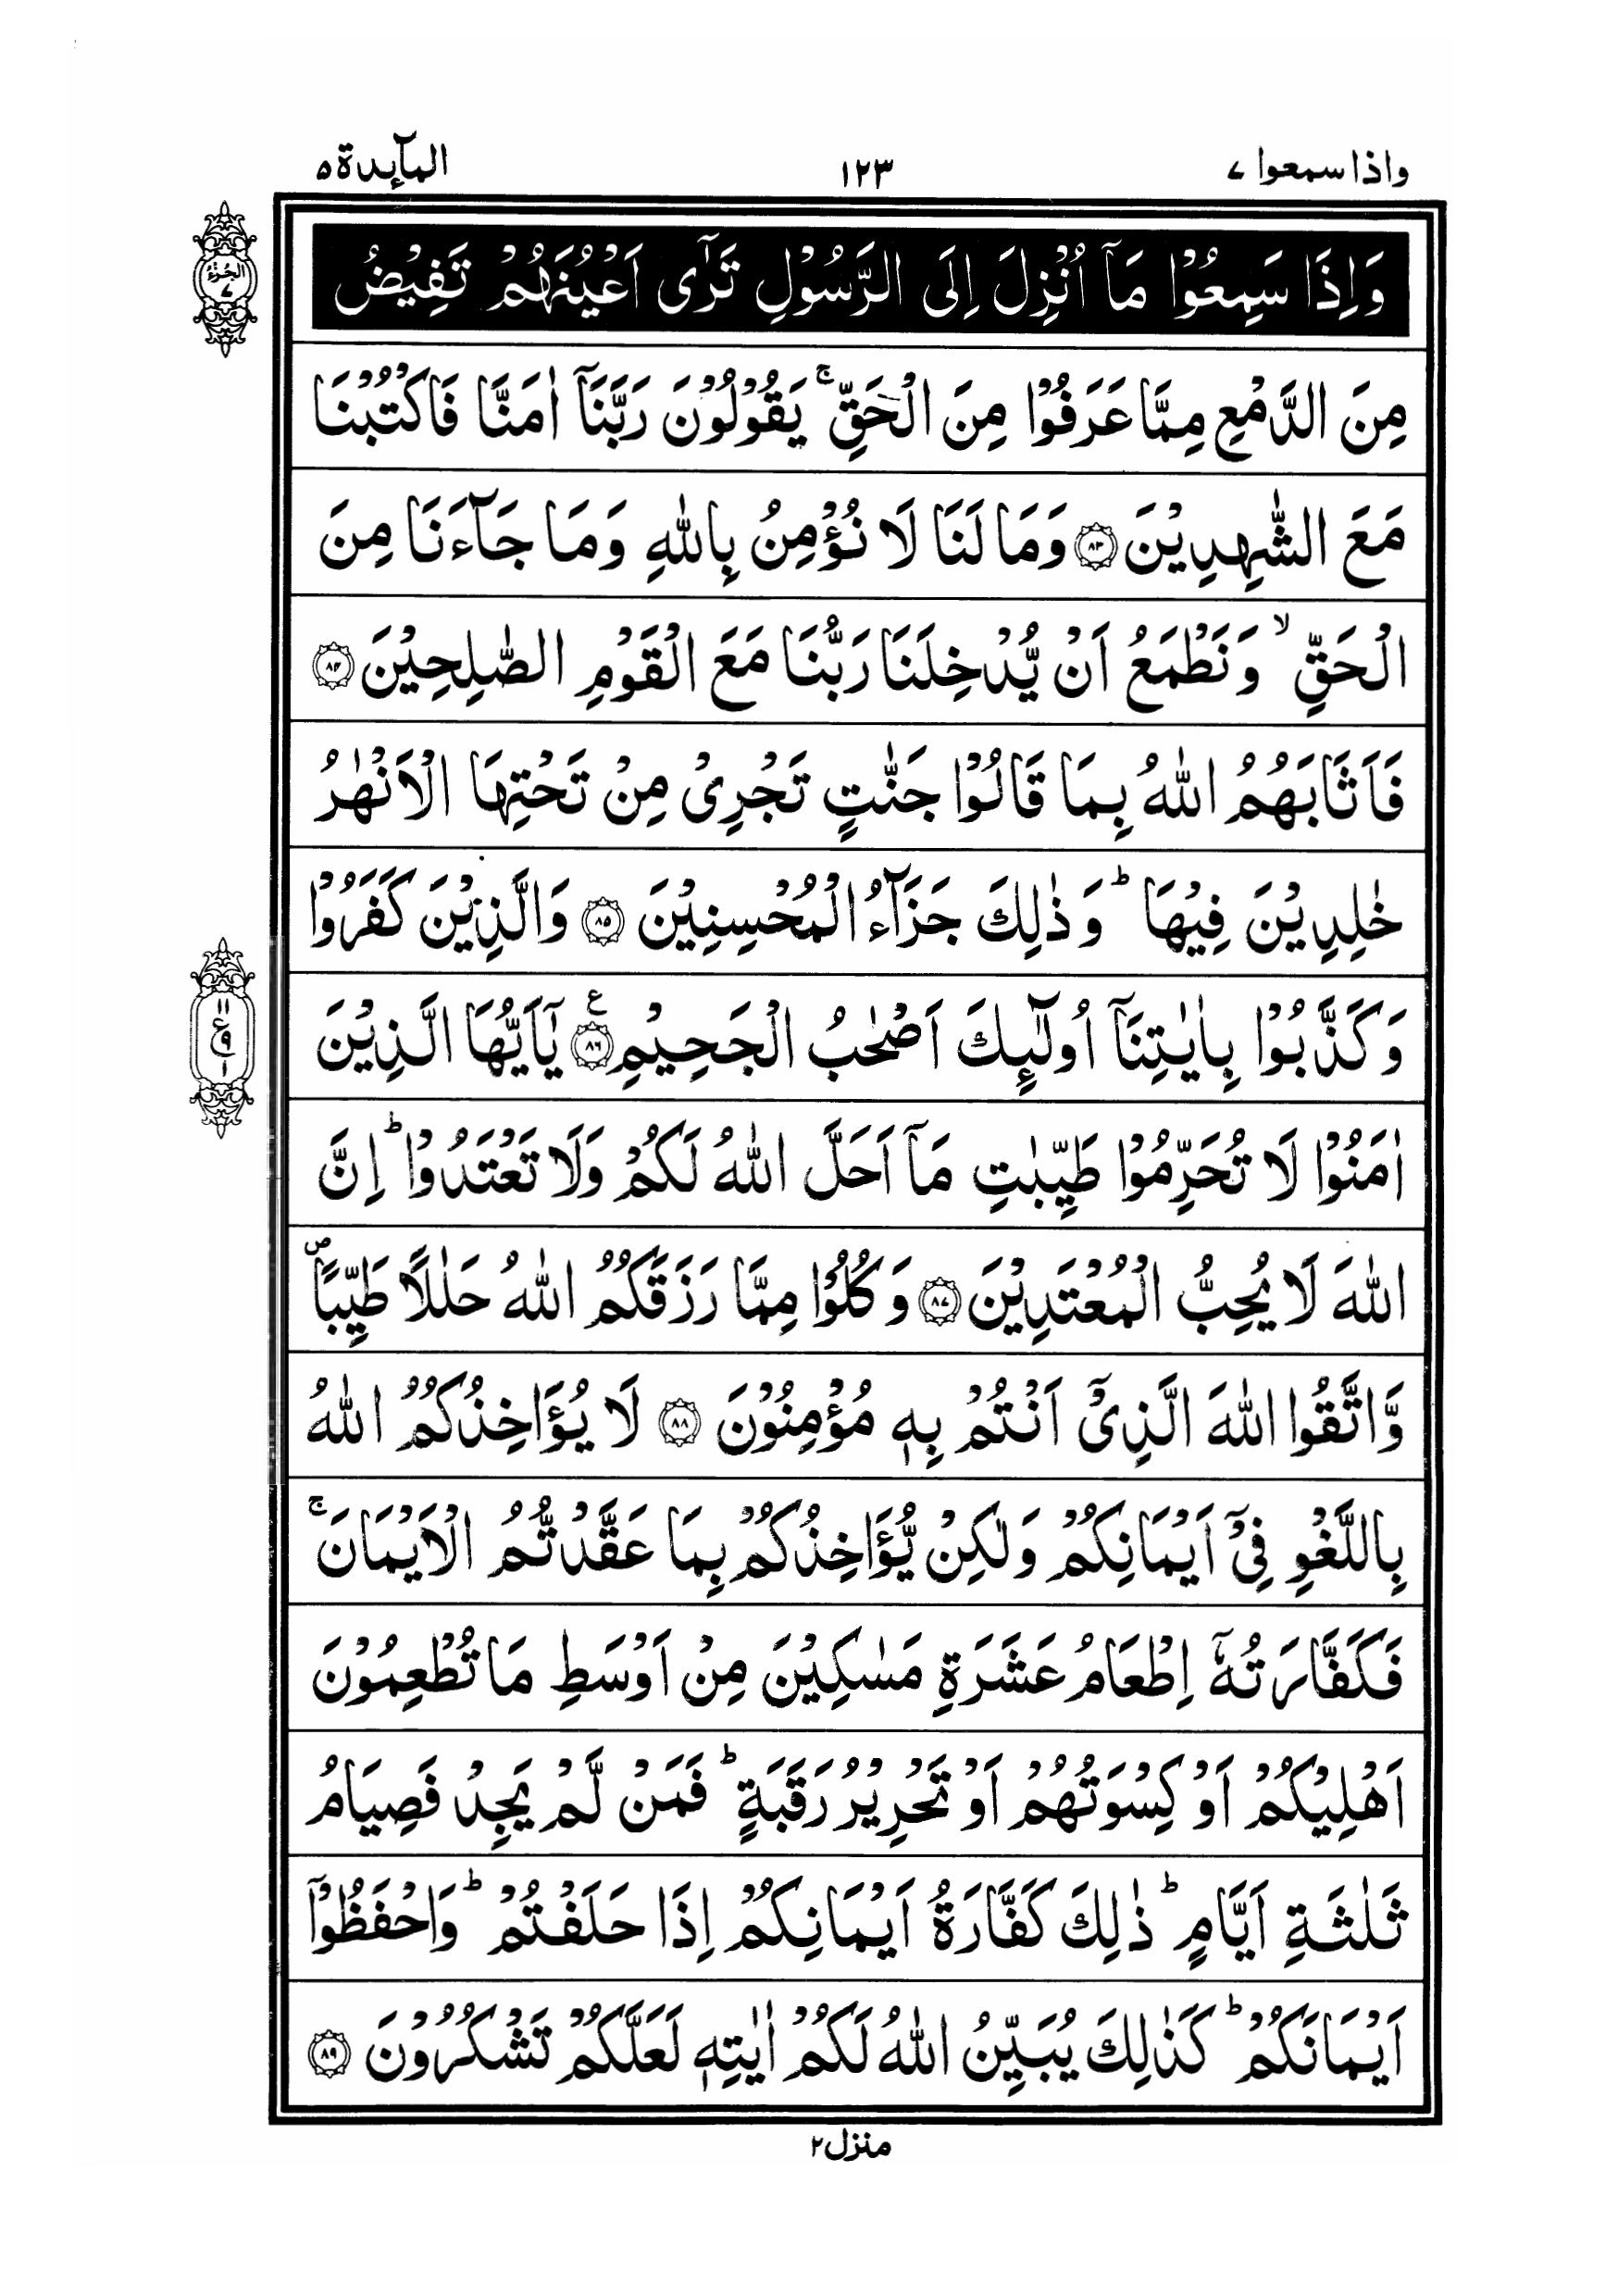 واذا سمعوا ٧
١٢٣
المآىِٕدة ٥
وَاِذَا سَمِعُوْا مَاۤ اُنْزِلَ اِلَى الرَّسُوْلِ تَرٰۤى اَعْيُنَهُمْ تَفِيْضُ
الجزء ٧
مِنَ الدَّمْعِ مِمَّا عَرَفُوْا مِنَ الْحَقِّ ۚ يَقُوْلُوْنَ رَبَّنَاۤ اٰمَنَّا فَاكْتُبْنَا
مَعَ الشّٰهِدِيْنَ ﴿٨٣﴾ وَمَا لَنَا لَا نُؤْمِنُ بِاللّٰهِ وَمَا جَآءَنَا مِنَ
الْحَقِّ ۙ وَنَطْمَعُ اَنْ يُّدْخِلَنَا رَبُّنَا مَعَ الْقَوْمِ الصّٰلِحِيْنَ ﴿٨٤﴾
فَاَثَابَهُمُ اللّٰهُ بِمَا قَالُوْا جَنّٰتٍ تَجْرِىْ مِنْ تَحْتِهَا الْاَنْهٰرُ
خٰلِدِيْنَ فِيْهَا ؕ وَذٰلِكَ جَزَآءُ الْمُحْسِنِيْنَ ﴿٨٥﴾ وَالَّذِيْنَ كَفَرُوْا
وَكَذَّبُوْا بِاٰيٰتِنَاۤ اُولٰٓىِٕكَ اَصْحٰبُ الْجَحِيْمِ ﴿٨٦﴾ ع يٰۤاَيُّهَا الَّذِيْنَ
١١ ع ٩ ١
اٰمَنُوْا لَا تُحَرِّمُوْا طَيِّبٰتِ مَاۤ اَحَلَّ اللّٰهُ لَكُمْ وَلَا تَعْتَدُوْا ؕ اِنَّ
اللّٰهَ لَا يُحِبُّ الْمُعْتَدِيْنَ ﴿٨٧﴾ وَكُلُوْا مِمَّا رَزَقَكُمُ اللّٰهُ حَلٰلًا طَيِّبًا ۪
وَّاتَّقُوا اللّٰهَ الَّذِىْۤ اَنْتُمْ بِهٖ مُؤْمِنُوْنَ ﴿٨٨﴾ لَا يُؤَاخِذُكُمُ اللّٰهُ
بِاللَّغْوِ فِىْۤ اَيْمَانِكُمْ وَلٰكِنْ يُّؤَاخِذُكُمْ بِمَا عَقَّدْتُّمُ الْاَيْمَانَ ۚ
فَكَفَّارَتُهٗۤ اِطْعَامُ عَشَرَةِ مَسٰكِيْنَ مِنْ اَوْسَطِ مَا تُطْعِمُوْنَ
اَهْلِيْكُمْ اَوْ كِسْوَتُهُمْ اَوْ تَحْرِيْرُ رَقَبَةٍ ؕ فَمَنْ لَّمْ يَجِدْ فَصِيَامُ
ثَلٰثَةِ اَيَّامٍ ؕ ذٰلِكَ كَفَّارَةُ اَيْمَانِكُمْ اِذَا حَلَفْتُمْ ؕ وَاحْفَظُوْۤا
اَيْمَانَكُمْ ؕ كَذٰلِكَ يُبَيِّنُ اللّٰهُ لَكُمْ اٰيٰتِهٖ لَعَلَّكُمْ تَشْكُرُوْنَ ﴿٨٩﴾
منزل ٢